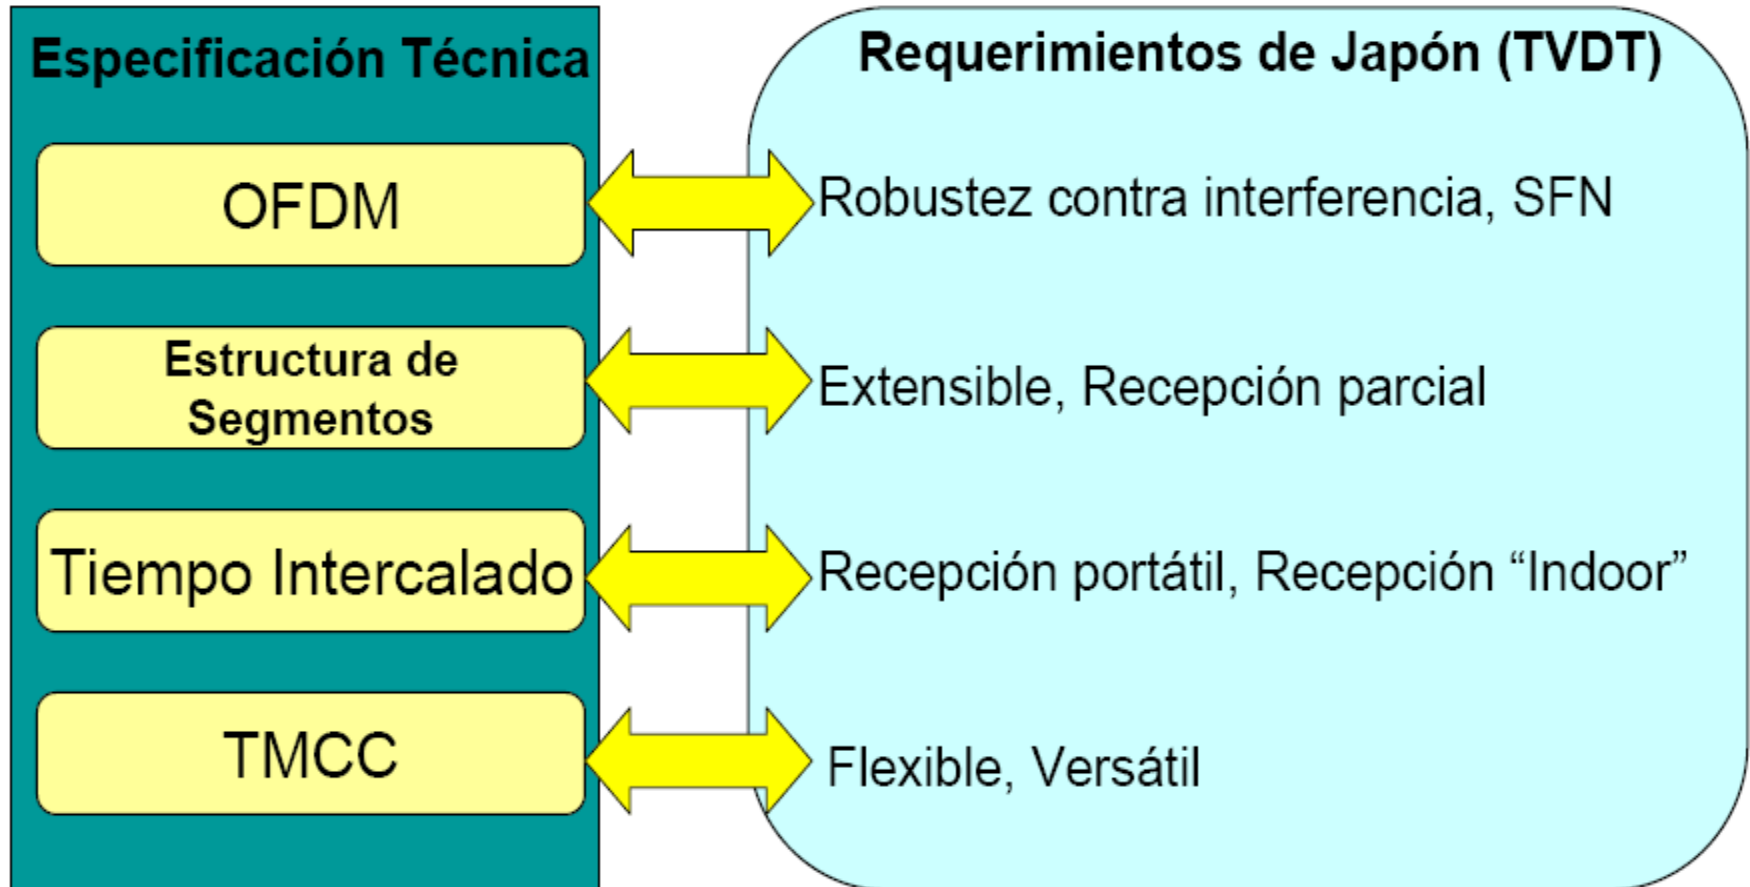 Especificación Técnica
Requerimientos de Japón (TVDT)
OFDM
Robustez contra interferencia, SFN
Estructura de
Segmentos
Extensible, Recepción parcial
Tiempo Intercalado
Recepción portátil, Recepción “Indoor”
TMCC
Flexible, Versátil